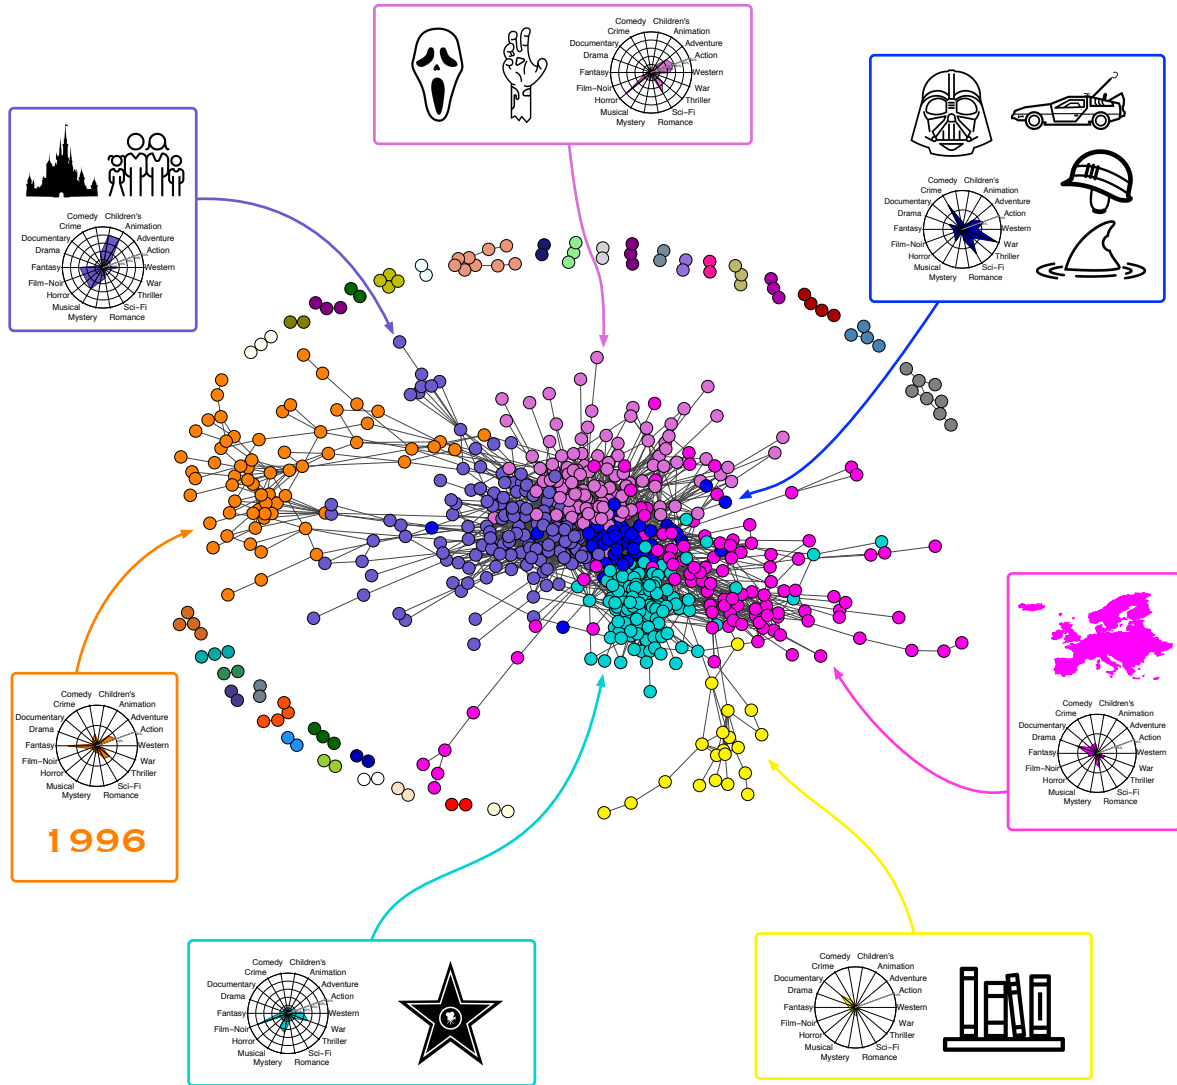 Comedy Children's
Crime Animation
Documentary Adventure
Drama Action
Fantasy Western
Film-Noir War
Horror Thriller
Musical Sci-Fi
Mystery Romance
Comedy Children's
Crime Animation
Documentary Adventure
Drama Action
Fantasy Western
Film-Noir War
Horror Thriller
Musical Sci-Fi
Mystery Romance
Comedy Children's
Crime Animation
Documentary Adventure
Drama Action
Fantasy Western
Film-Noir War
Horror Thriller
Musical Sci-Fi
Mystery Romance
Comedy Children's
Crime Animation
Documentary Adventure
Drama Action
Fantasy Western
Film-Noir War
Horror Thriller
Musical Sci-Fi
Mystery Romance
1996
Comedy Children's
Crime Animation
Documentary Adventure
Drama Action
Fantasy Western
Film-Noir War
Horror Thriller
Musical Sci-Fi
Mystery Romance
Comedy Children's
Crime Animation
Documentary Adventure
Drama Action
Fantasy Western
Film-Noir War
Horror Thriller
Musical Sci-Fi
Mystery Romance
Comedy Children's
Crime Animation
Documentary Adventure
Drama Action
Fantasy Western
Film-Noir War
Horror Thriller
Musical Sci-Fi
Mystery Romance